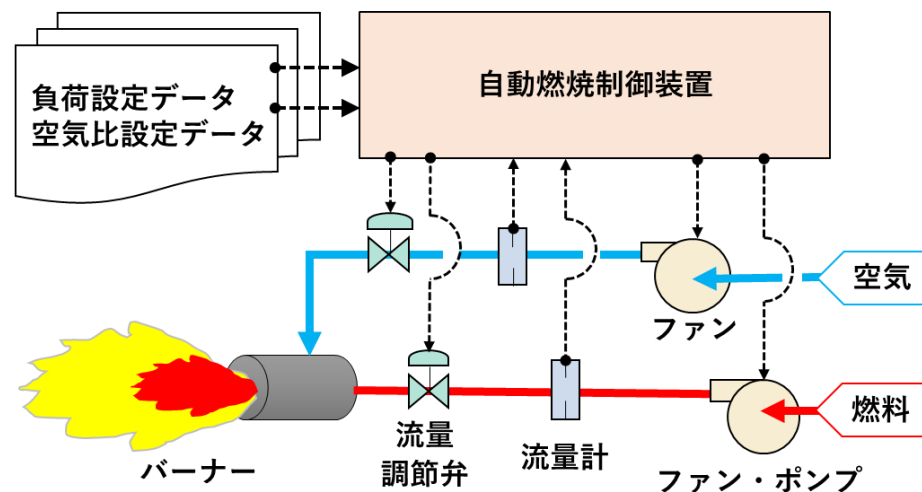 負荷設定データ
空気比設定データ
自動燃焼制御装置
空気
ファン
燃料
流量
調節弁
流量計
バーナー
ファン・ポンプ